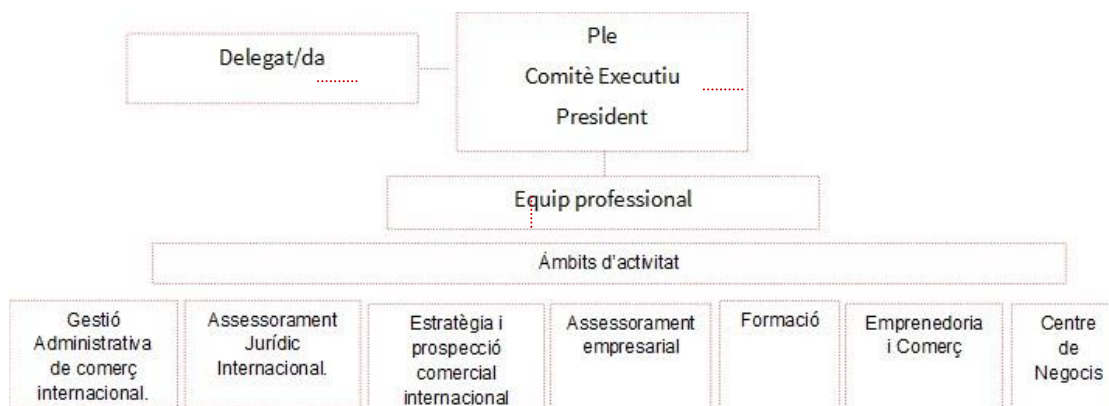 Delegat/da
Ple
Comitè Executiu
President
Equip professional
Àmbits d'activitat
Gestió
Administrativa
de comerç
internacional.
Assessorament
Jurídic
Internacional.
Estratègia i
prospecció
comercial
internacional
Assessorament
empresarial
Formació
Emprenedoria
i Comerç
Centre
de
Negocis